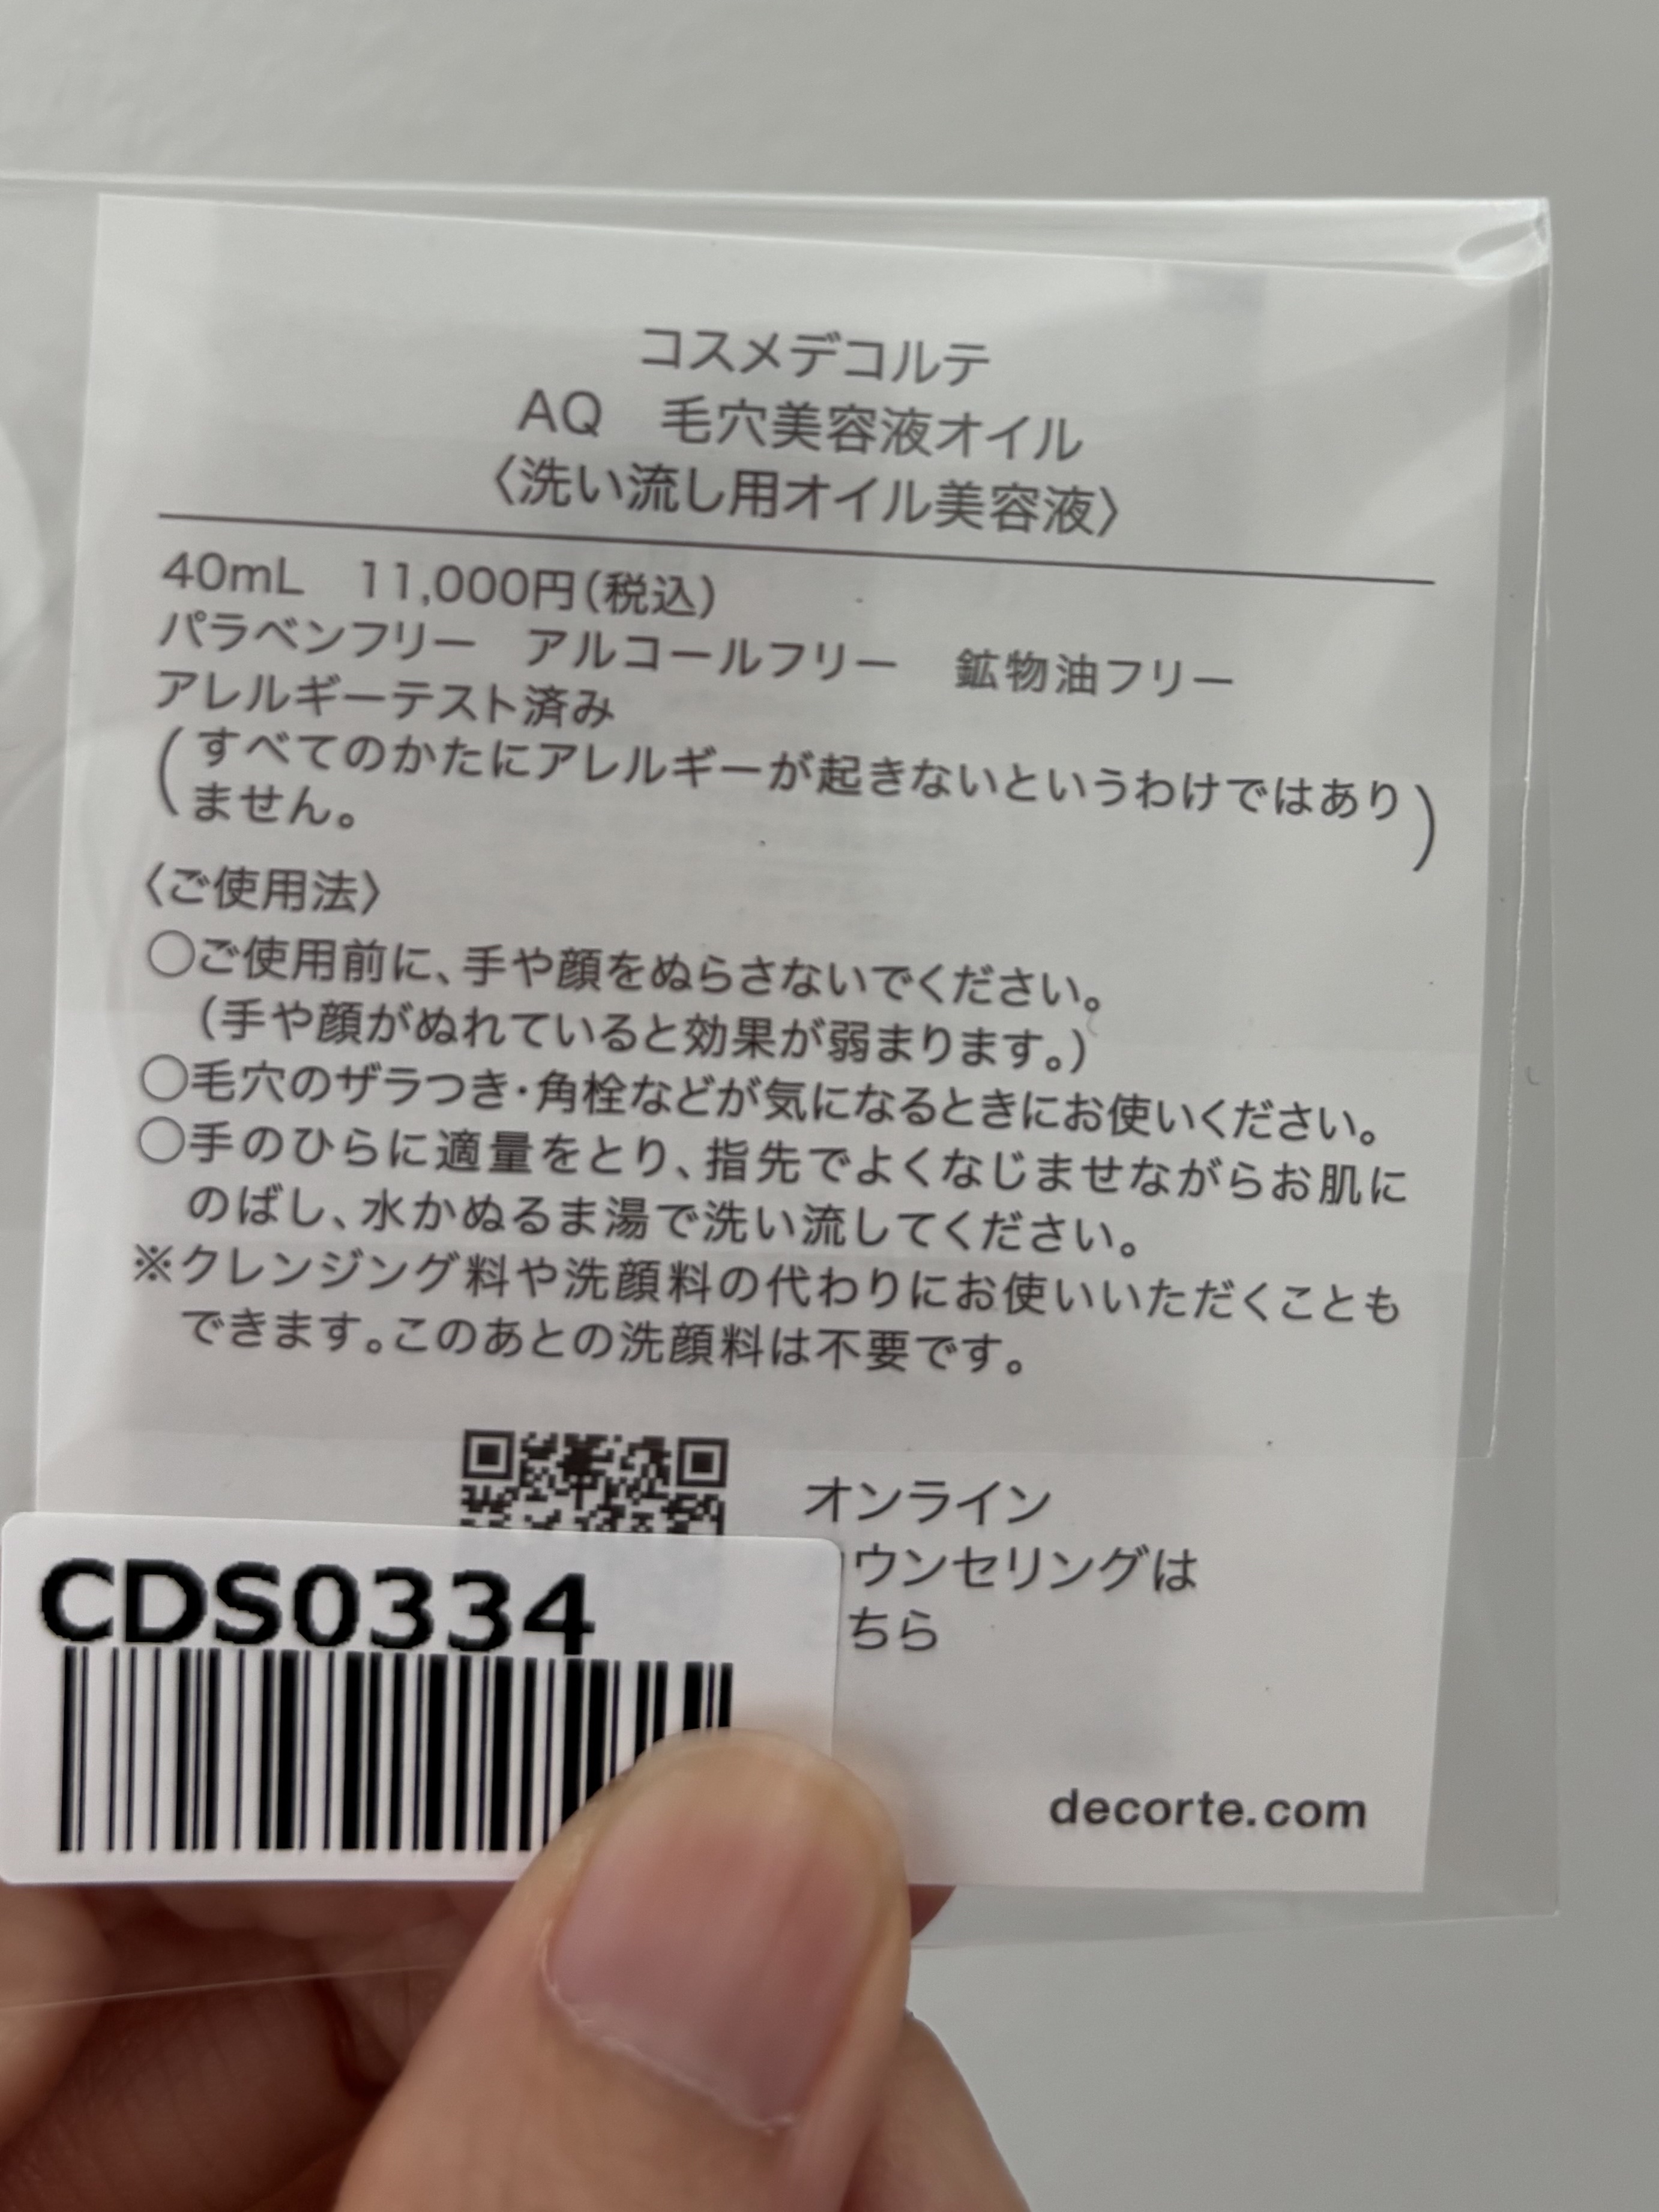 コスメデコルテ
AQ 毛穴美容液オイル
〈洗い流し用オイル美容液〉
40mL 11,000円(税込)
パラベンフリー アルコールフリー 鉱物油フリー
アレルギーテスト済み
(すべてのかたにアレルギーが起きないというわけではあり
ません。)
〈ご使用法〉
○ご使用前に、手や顔をぬらさないでください。
(手や顔がぬれていると効果が弱まります。)
○毛穴のザラつき・角栓などが気になるときにお使いください。
○手のひらに適量をとり、指先でよくなじませながらお肌に
のばし、水かぬるま湯で洗い流してください。
※クレンジング料や洗顔料の代わりにお使いいただくことも
できます。このあとの洗顔料は不要です。
オンライン
ウンセリングは
ちら
CDS0334
decorte.com